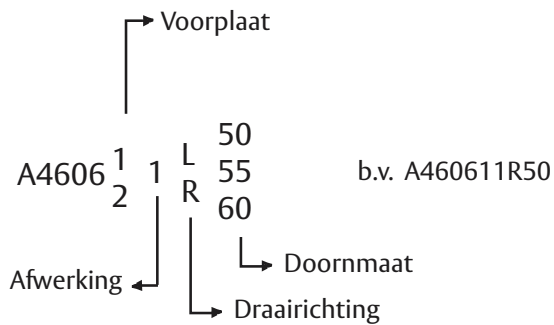 Voorplaat
A4606 1 2 1 L R 50 55 60
b.v. A460611R50
Afwerking
Doornmaat
Draairichting